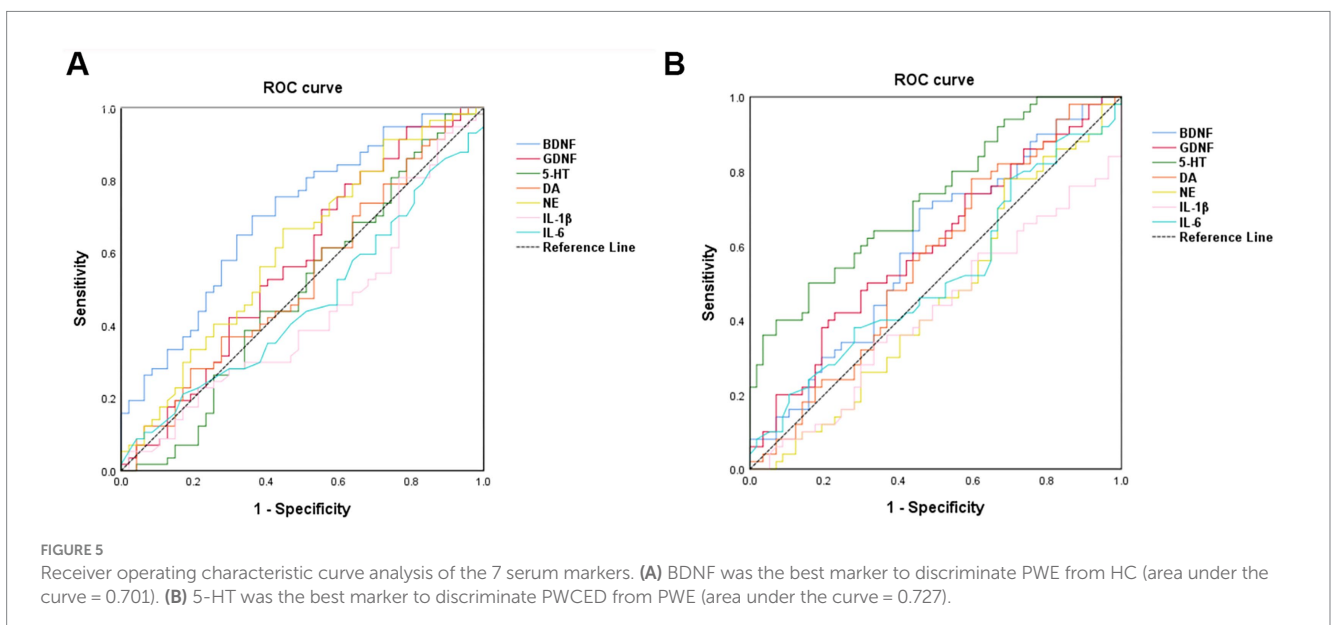 A
ROC curve
1.0
0.8
0.6
0.4
0.2
0.0
0.0 0.2 0.4 0.6 0.8 1.0
Sensitivity
1 - Specificity
BDNF
GDNF
5-HT
DA
NE
IL-1β
IL-6
Reference Line
B
ROC curve
1.0
0.8
0.6
0.4
0.2
0.0
0.0 0.2 0.4 0.6 0.8 1.0
Sensitivity
1 - Specificity
BDNF
GDNF
5-HT
DA
NE
IL-1β
IL-6
Reference Line
FIGURE 5
Receiver operating characteristic curve analysis of the 7 serum markers. (A) BDNF was the best marker to discriminate PWE from HC (area under the
curve = 0.701). (B) 5-HT was the best marker to discriminate PWCED from PWE (area under the curve = 0.727).